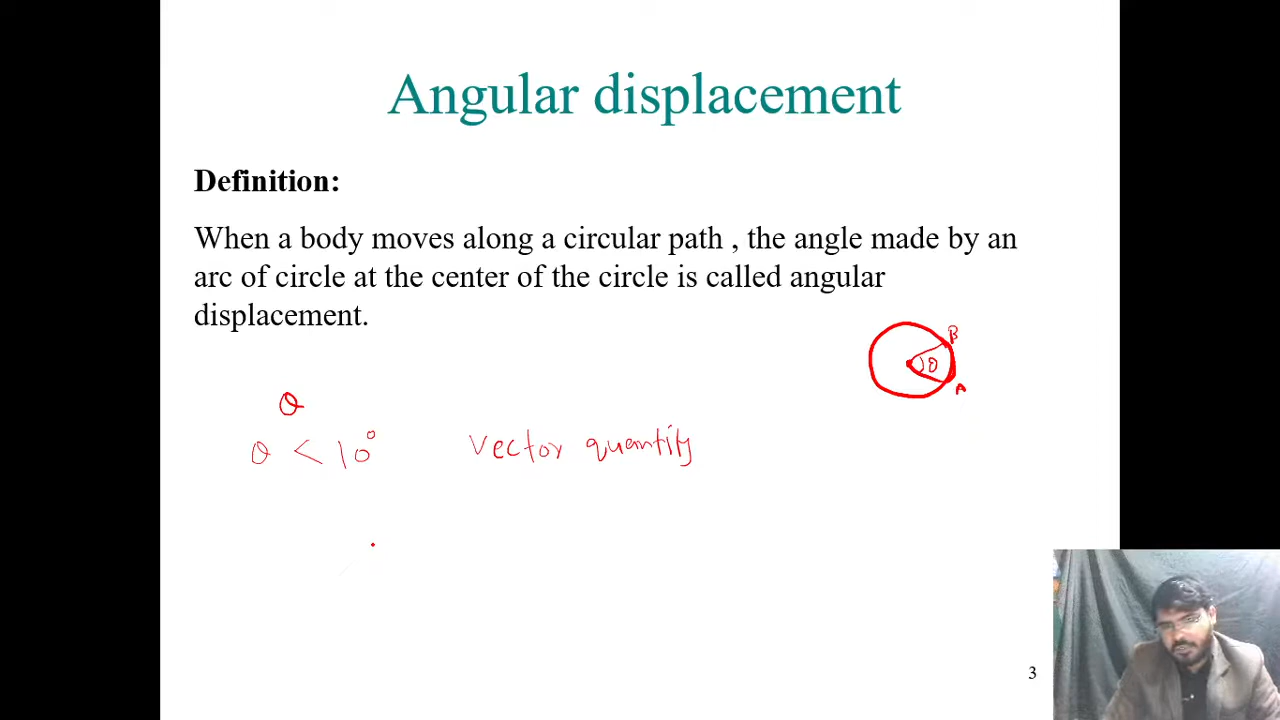 Angular displacement
Definition:
When a body moves along a circular path , the angle made by an
arc of circle at the center of the circle is called angular
displacement.
B
θ
A
θ
θ < 10°
vector quantity
3